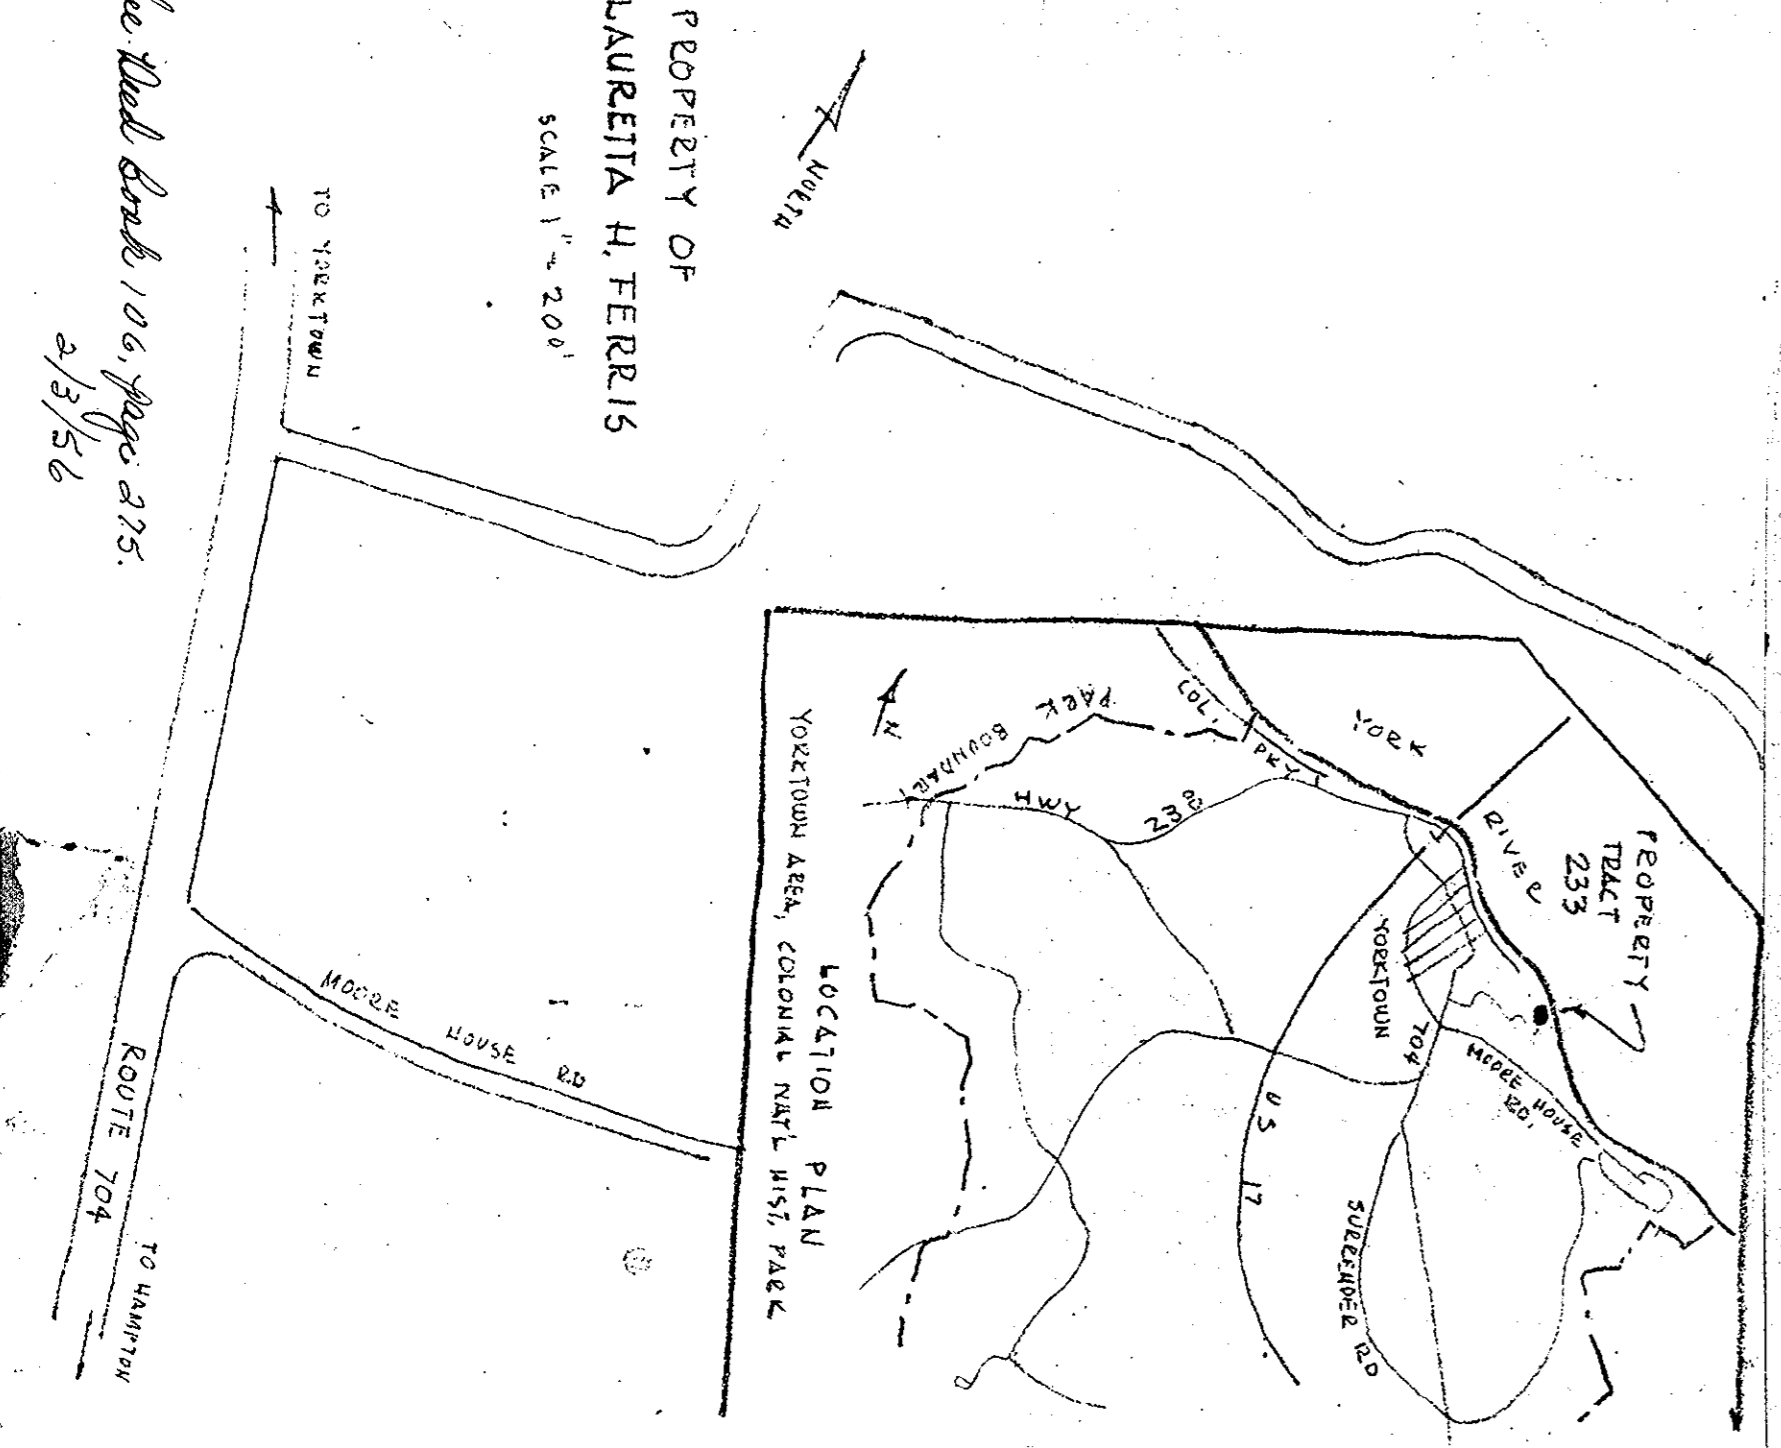 PROPERTY OF
LAURETTA H. FERRIS
SCALE 1" = 200'
NORTH
TO YORKTOWN
Deed Book 106, page 225.
2/3/56
MOORE HOUSE RD
ROUTE 704
TO HAMPTON
PROPERTY
TRACT
233
YORK RIVER
COL. PKY
PARK BOUNDARY
N
HWY 238
YORKTOWN
704
MOORE HOUSE
RD.
U S 17
SURRENDER RD
LOCATION PLAN
YORKTOWN AREA, COLONIAL NAT'L HIST. PARK